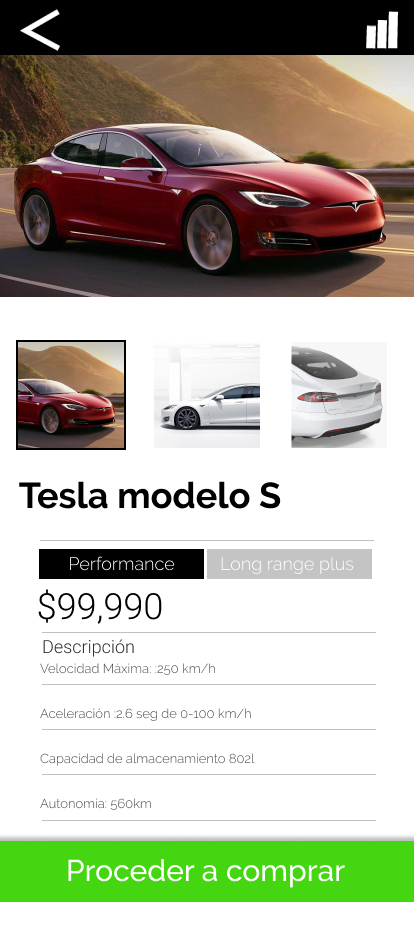 Tesla modelo S
Performance
Long range plus
$99,990
Descripción
Velocidad Máxima: :250 km/h
Aceleración :2.6 seg de 0-100 km/h
Capacidad de almacenamiento 802l
Autonomia: 560km
Proceder a comprar